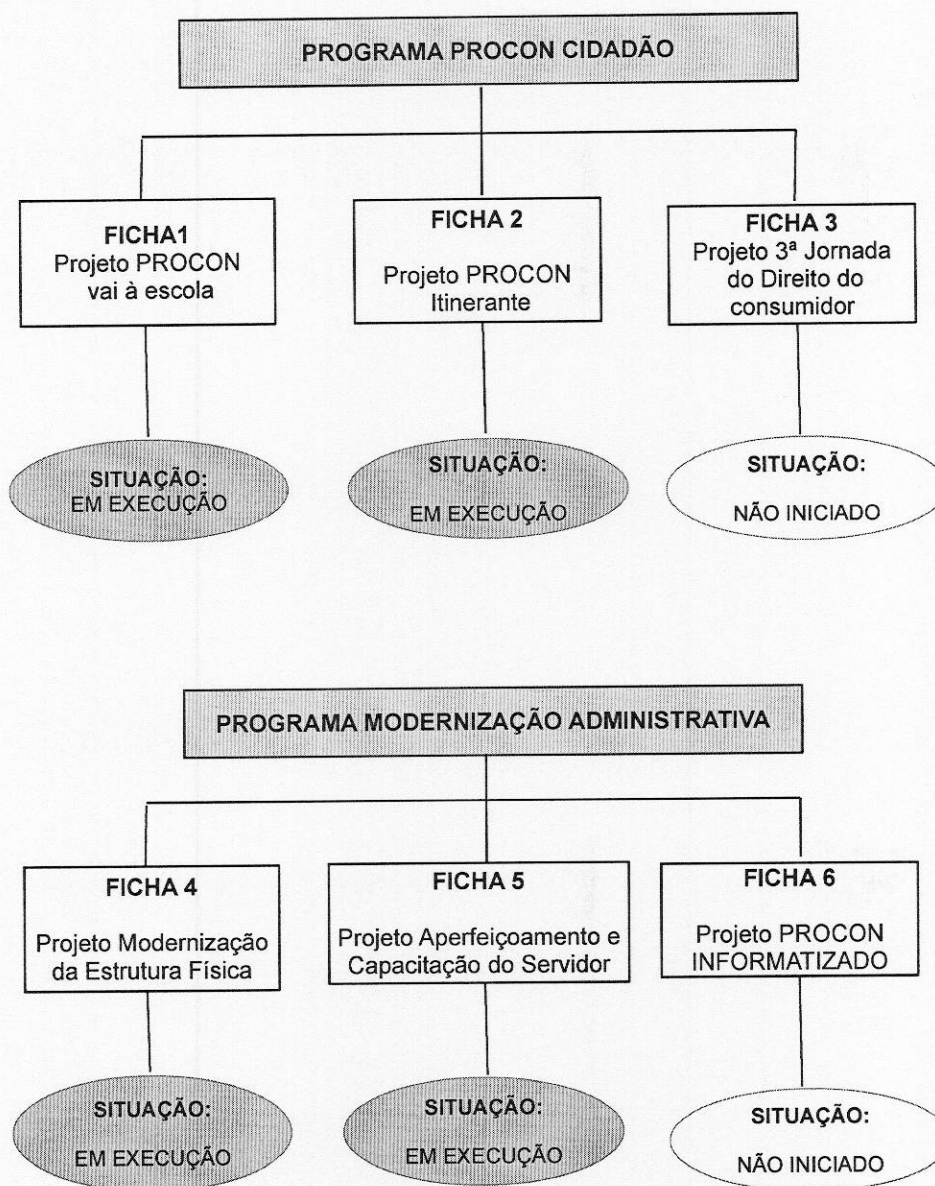 PROGRAMA PROCON CIDADÃO
FICHA1
Projeto PROCON
vai à escola
FICHA 2
Projeto PROCON
Itinerante
FICHA 3
Projeto 3ª Jornada
do Direito do
consumidor
SITUAÇÃO:
EM EXECUÇÃO
SITUAÇÃO:
EM EXECUÇÃO
SITUAÇÃO:
NÃO INICIADO
PROGRAMA MODERNIZAÇÃO ADMINISTRATIVA
FICHA 4
Projeto Modernização
da Estrutura Física
FICHA 5
Projeto Aperfeiçoamento e
Capacitação do Servidor
FICHA 6
Projeto PROCON
INFORMATIZADO
SITUAÇÃO:
EM EXECUÇÃO
SITUAÇÃO:
EM EXECUÇÃO
SITUAÇÃO:
NÃO INICIADO